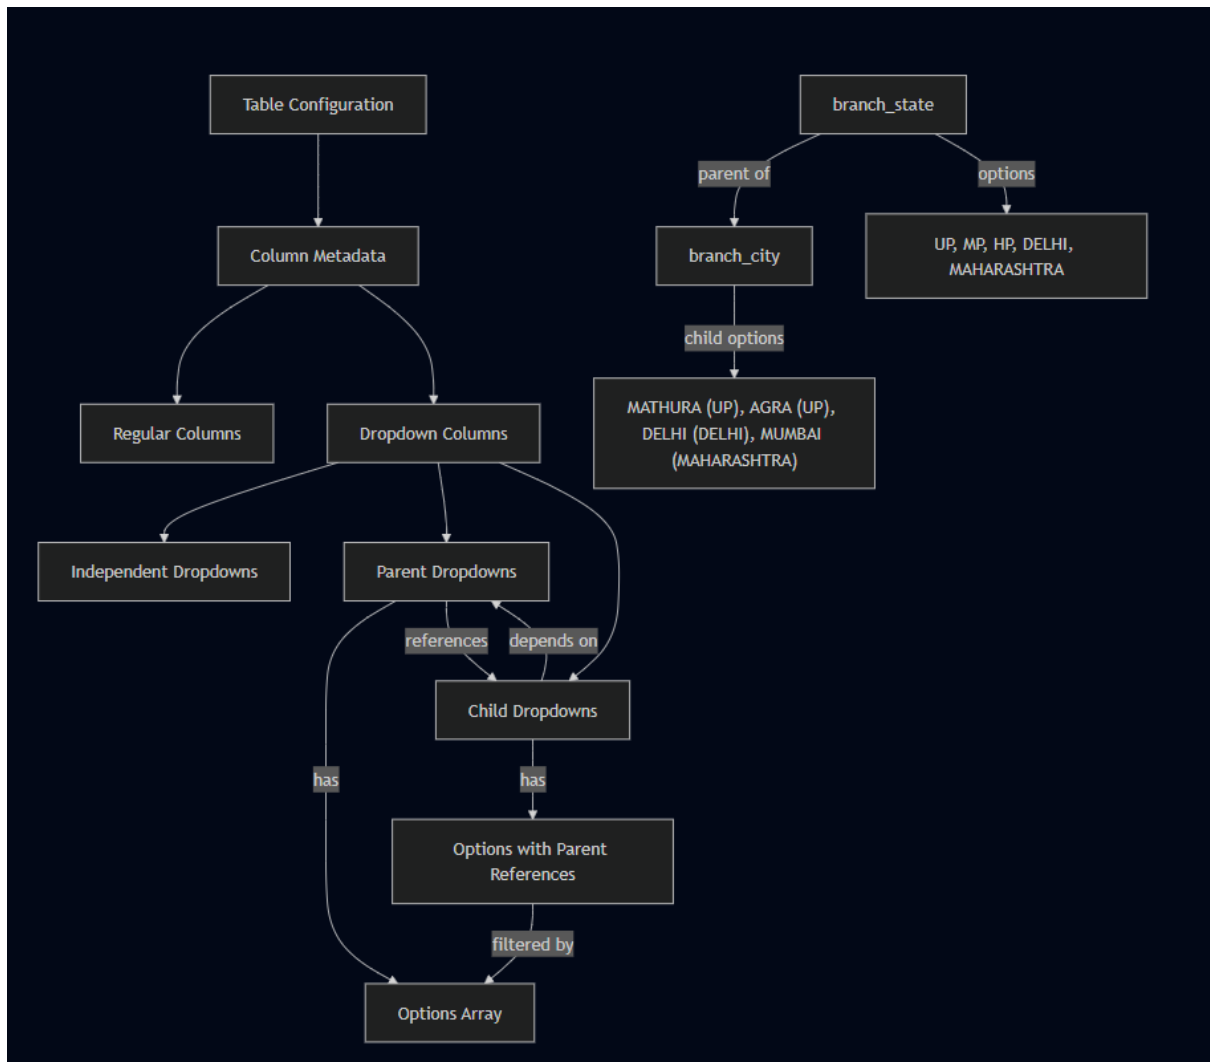 Table Configuration
branch_state
parent of
options
Column Metadata
branch_city
UP, MP, HP, DELHI,
MAHARASHTRA
child options
Regular Columns
Dropdown Columns
MATHURA (UP), AGRA (UP),
DELHI (DELHI), MUMBAI
(MAHARASHTRA)
Independent Dropdowns
Parent Dropdowns
references
depends on
Child Dropdowns
has
has
Options with Parent
References
filtered by
Options Array